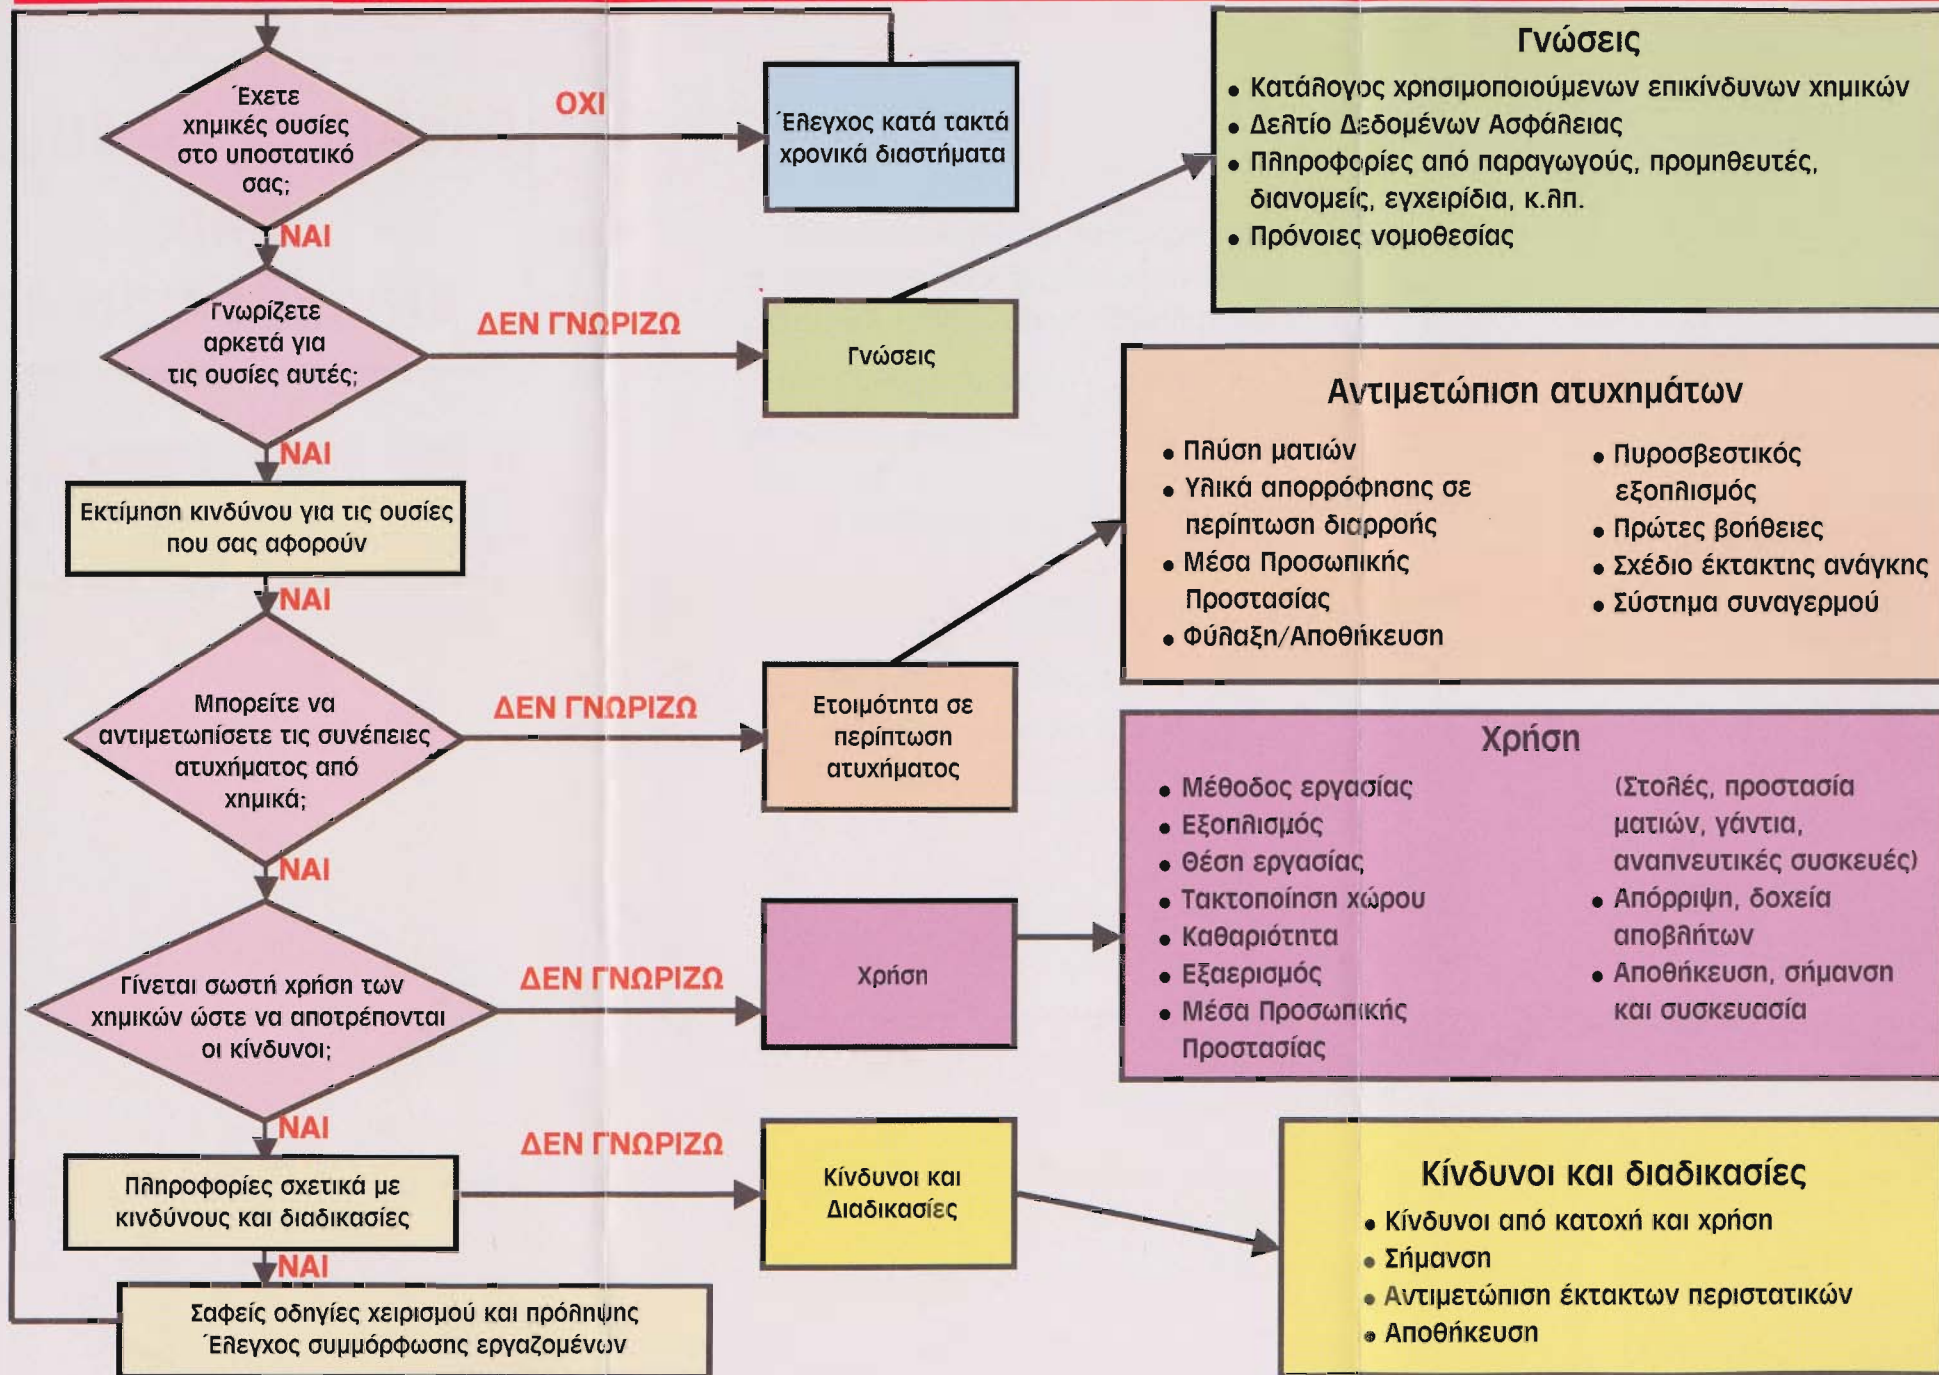 Έχετε
χημικές ουσίες
στο υποστατικό
σας;
ΟΧΙ
Έλεγχος κατά τακτά
χρονικά διαστήματα
Γνώσεις
• Κατάλογος χρησιμοποιούμενων επικίνδυνων χημικών
• Δελτίο Δεδομένων Ασφάλειας
• Πληροφορίες από παραγωγούς, προμηθευτές,
διανομείς, εγχειρίδια, κ.λπ.
• Πρόνοιες νομοθεσίας
ΝΑΙ
Γνωρίζετε
αρκετά για
τις ουσίες αυτές;
ΔΕΝ ΓΝΩΡΙΖΩ
Γνώσεις
ΝΑΙ
Εκτίμηση κινδύνου για τις ουσίες
που σας αφορούν
ΝΑΙ
Αντιμετώπιση ατυχημάτων
• Πλύση ματιών
• Υλικά απορρόφησης σε
περίπτωση διαρροής
• Μέσα Προσωπικής
Προστασίας
• Φύλαξη/Αποθήκευση
• Πυροσβεστικός
εξοπλισμός
• Πρώτες βοήθειες
• Σχέδιο έκτακτης ανάγκης
• Σύστημα συναγερμού
Μπορείτε να
αντιμετωπίσετε τις συνέπειες
ατυχήματος από
χημικά;
ΔΕΝ ΓΝΩΡΙΖΩ
Ετοιμότητα σε
περίπτωση
ατυχήματος
ΝΑΙ
Χρήση
• Μέθοδος εργασίας
• Εξοπλισμός
• Θέση εργασίας
• Τακτοποίηση χώρου
• Καθαριότητα
• Εξαερισμός
• Μέσα Προσωπικής
Προστασίας
(Στολές, προστασία
ματιών, γάντια,
αναπνευτικές συσκευές)
• Απόρριψη, δοχεία
αποβλήτων
• Αποθήκευση, σήμανση
και συσκευασία
Γίνεται σωστή χρήση των
χημικών ώστε να αποτρέπονται
οι κίνδυνοι;
ΔΕΝ ΓΝΩΡΙΖΩ
Χρήση
ΝΑΙ
Πληροφορίες σχετικά με
κινδύνους και διαδικασίες
ΔΕΝ ΓΝΩΡΙΖΩ
Κίνδυνοι και
Διαδικασίες
Κίνδυνοι και διαδικασίες
• Κίνδυνοι από κατοχή και χρήση
• Σήμανση
• Αντιμετώπιση έκτακτων περιστατικών
• Αποθήκευση
ΝΑΙ
Σαφείς οδηγίες χειρισμού και πρόληψης
Έλεγχος συμμόρφωσης εργαζομένων